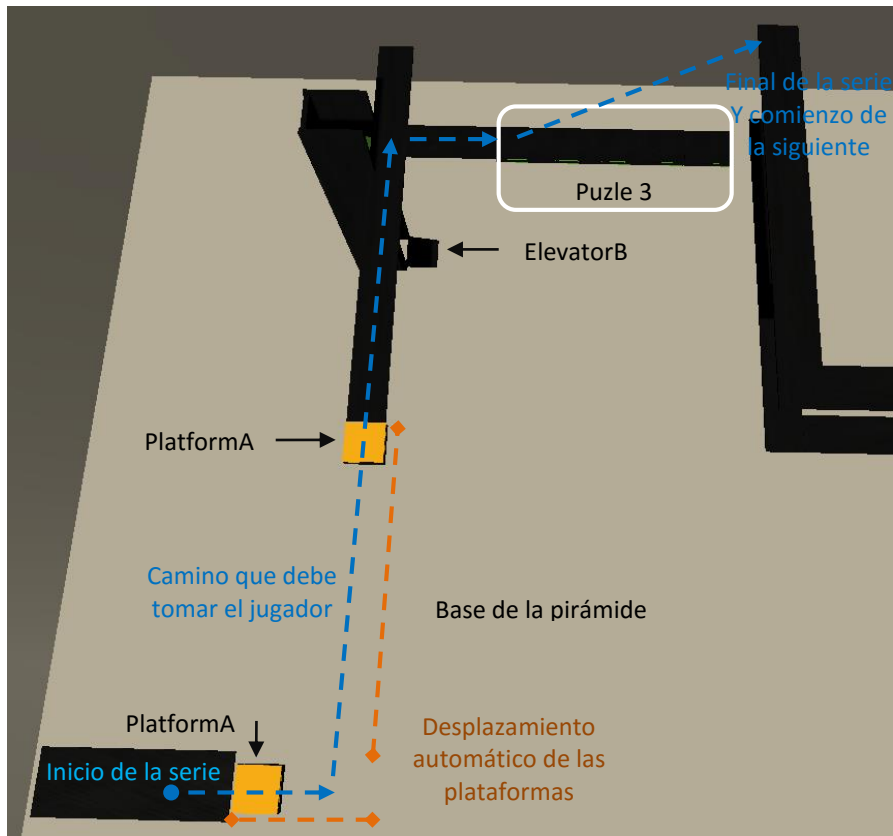 Final de la serie
Y comienzo de
la siguiente
Puzle 3
ElevatorB
PlatformA
Camino que debe
tomar el jugador
Base de la pirámide
PlatformA
Desplazamiento
automático de las
plataformas
Inicio de la serie